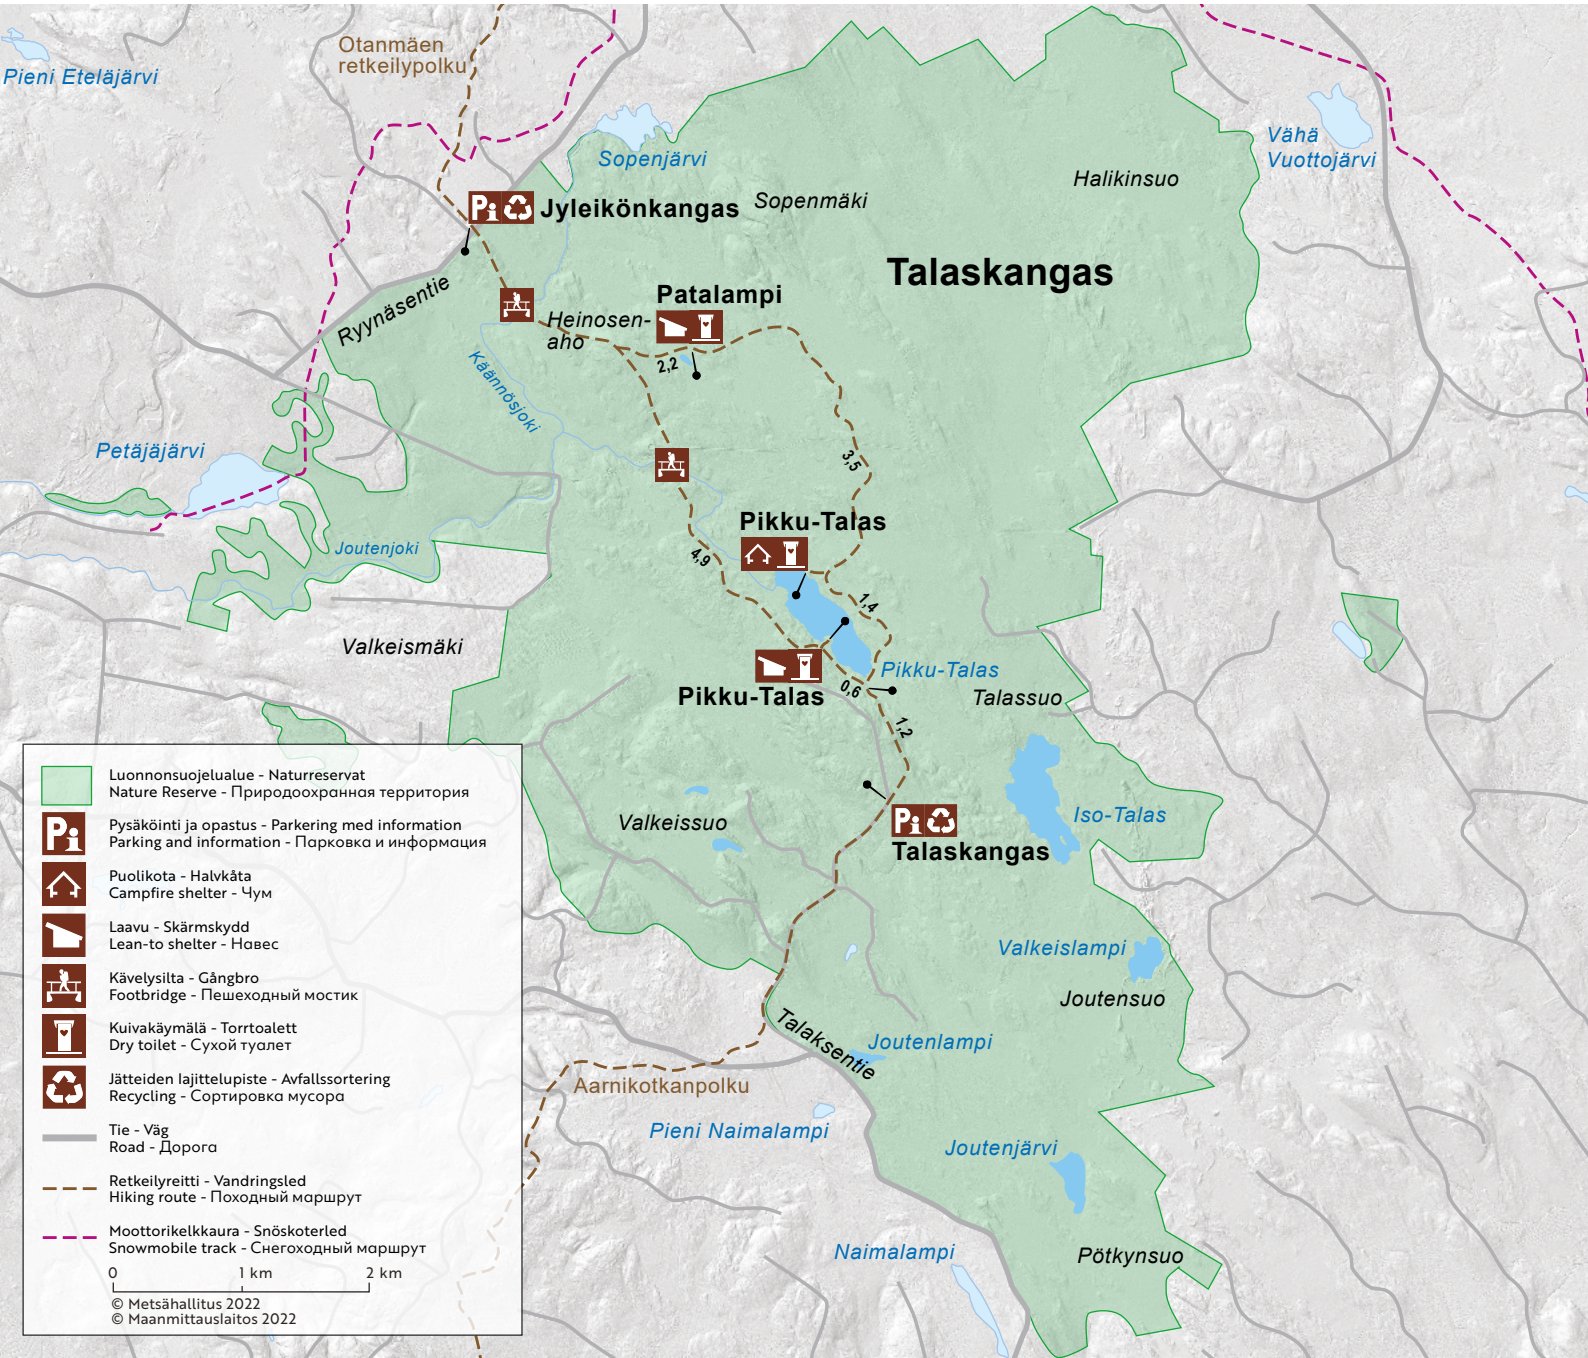 Otanmäen
retkeilypolku
Pieni Eteläjärvi
Vähä
Vuottojärvi
Sopenjärvi
Halikinsuo
Sopenmäki
Jyleikönkangas
Talaskangas
Patalampi
Ryynäsentie
Heinosen-
aho
2,2
Käännösjoki
Petäjäjärvi
3,5
Pikku-Talas
Joutenjoki
4,9
1,4
Valkeismäki
Pikku-Talas
0,6
Pikku-Talas
Talassuo
1,2
Iso-Talas
Valkeissuo
Talaskangas
Valkeislampi
Joutensuo
Talaksentie
Joutenlampi
Aarnikotkanpolku
Pieni Naimalampi
Joutenjärvi
Naimalampi
Pötkynsuo
Luonnonsuojelualue - Naturreservat
Nature Reserve - Природоохранная территория
Pysäköinti ja opastus - Parkering med information
Parking and information - Парковка и информация
Puolikota - Halvkåta
Campfire shelter - Чум
Laavu - Skärmskydd
Lean-to shelter - Навес
Kävelysilta - Gångbro
Footbridge - Пешеходный мостик
Kuivakäymälä - Torrtoalett
Dry toilet - Сухой туалет
Jätteiden lajittelupiste - Avfallssortering
Recycling - Сортировка мусора
Tie - Väg
Road - Дорога
Retkeilyreitti - Vandringsled
Hiking route - Походный маршрут
Moottorikelkkaura - Snöskoterled
Snowmobile track - Снегоходный маршрут
0 1 km 2 km
© Metsähallitus 2022
© Maanmittauslaitos 2022